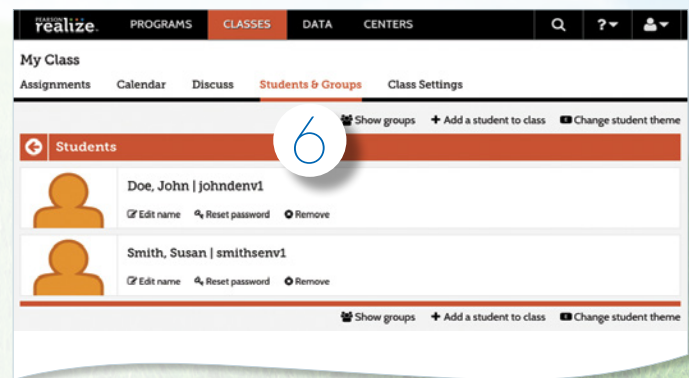 PEARSON
realize. PROGRAMS CLASSES DATA CENTERS ?
My Class
Assignments Calendar Discuss Students & Groups Class Settings
6
Show groups + Add a student to class Change student theme
Students
Doe, John | johndenv1
Edit name Reset password Remove
Smith, Susan | smithsenv1
Edit name Reset password Remove
Show groups + Add a student to class Change student theme